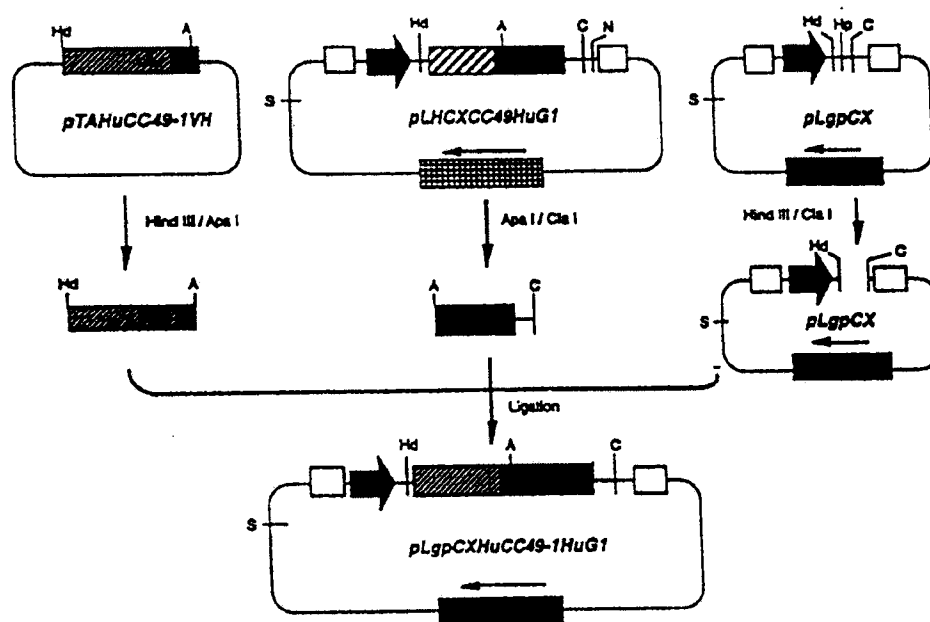 Hd A
pTAHuCC49-1VH
Hd A C N
S
pLHCXCC49HuG1
Hd Hp C
S
pLgpCX
Hind III / Apa I
Apa I / Cla I
Hind III / Cla I
Hd A
A C
Hd C
S
pLgpCX
Ligation
Hd A C
S
pLgpCXHuCC49-1HuG1